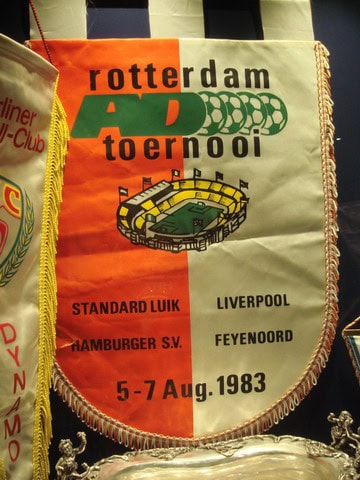 rotterdam
AD
toernooi
STANDARD LUIK
LIVERPOOL
HAMBURGER S.V.
FEYENOORD
5-7 Aug. 1983
DYNAMO